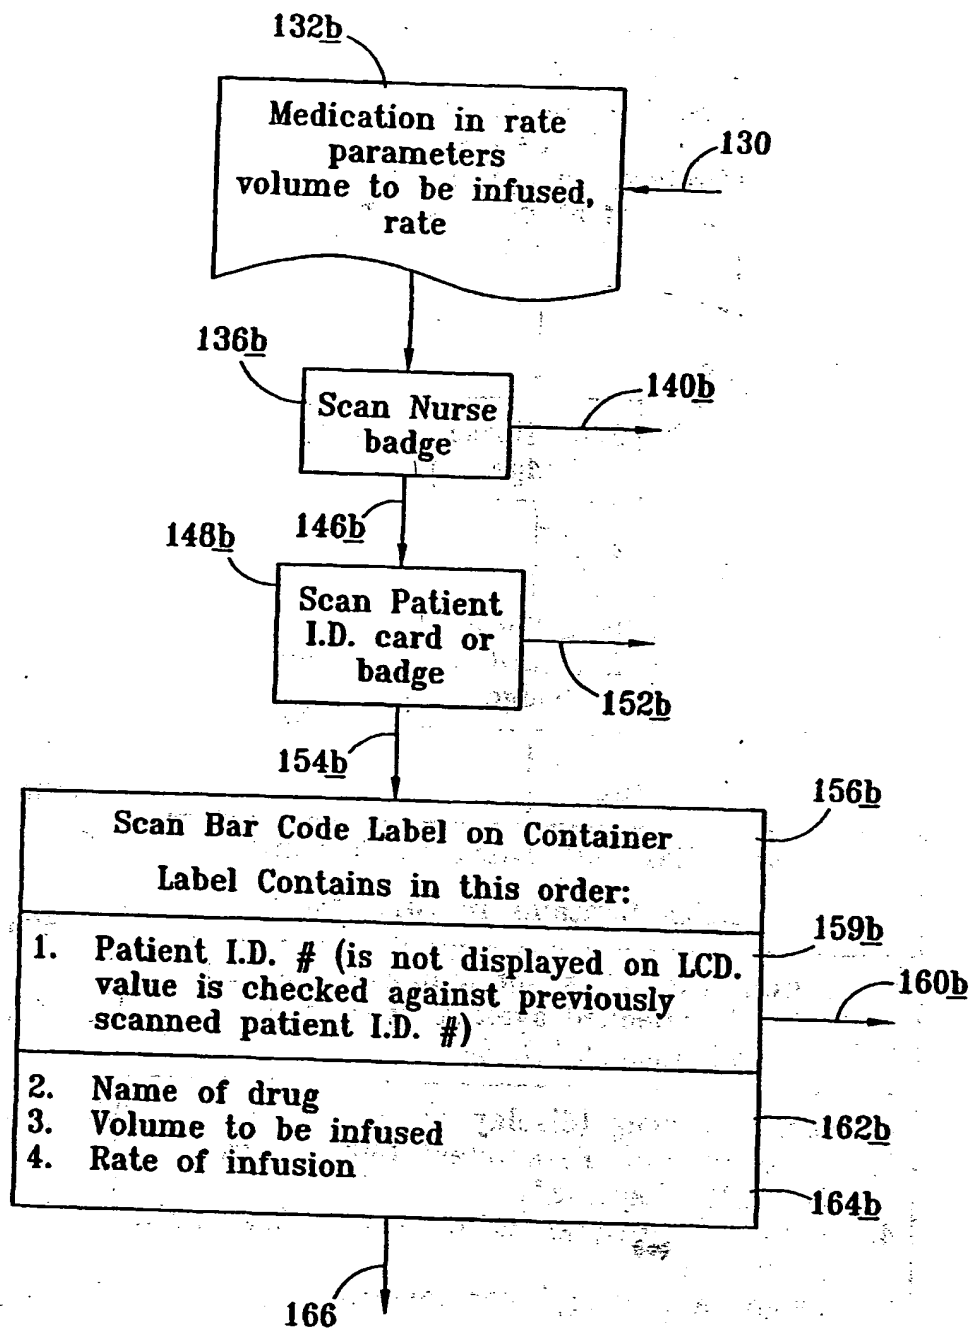 132b
Medication in rate
parameters
volume to be infused,
rate
130
136b
Scan Nurse
badge
140b
146b
148b
Scan Patient
I.D. card or
badge
152b
154b
156b
Scan Bar Code Label on Container
Label Contains in this order:
159b
1. Patient I.D. # (is not displayed on LCD.
value is checked against previously
scanned patient I.D. #)
160b
2. Name of drug
3. Volume to be infused
4. Rate of infusion
162b
164b
166